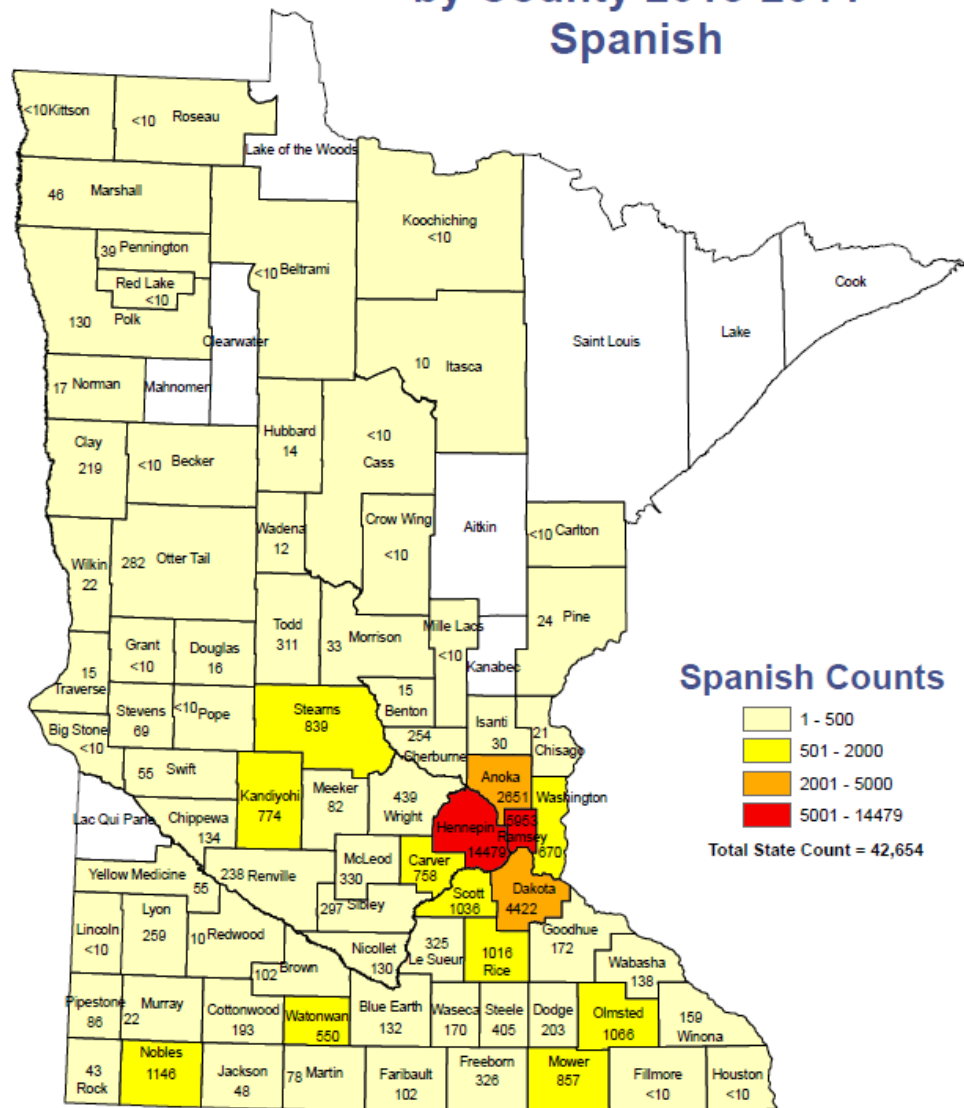 by County 2013-2014
Spanish
<10 Kittson
<10 Roseau
Lake of the Woods
46 Marshall
Koochiching
<10
39 Pennington
<10 Beltrami
Red Lake
<10
130 Polk
Clearwater
Cook
Lake
Saint Louis
10 Itasca
17 Norman
Mahnomen
Hubbard
14
<10
Cass
Clay
219
<10 Becker
Crow Wing
<10
Aitkin
<10 Carlton
Wadena
12
Wilkin
22
282 Otter Tail
24 Pine
Todd
311
33 Morrison
Mille Lacs
<10
Kanabec
Grant
<10
Douglas
16
15
Traverse
15
Benton
Stevens
69
<10 Pope
Stearns
839
Isanti
30
21
Chisago
Big Stone
<10
254
Sherburne
55 Swift
Kandiyohi
774
Meeker
82
439
Wright
Anoka
2651
Washington
670
Lac Qui Parle
Chippewa
134
Hennepin
14479
5953
Ramsey
McLeod
330
Carver
758
Yellow Medicine
55
238 Renville
Scott
1036
Dakota
4422
297 Sibley
Lincoln
<10
Lyon
259
10 Redwood
Nicollet
130
325
Le Sueur
1016
Rice
Goodhue
172
Wabasha
138
102 Brown
Pipestone
86
Murray
22
Cottonwood
193
Watonwan
550
Blue Earth
132
Waseca
170
Steele
405
Dodge
203
Olmsted
1066
159
Winona
43
Rock
Nobles
1146
Jackson
48
78 Martin
Faribault
102
Freeborn
326
Mower
857
Fillmore
<10
Houston
<10
Spanish Counts
1 - 500
501 - 2000
2001 - 5000
5001 - 14479
Total State Count = 42,654